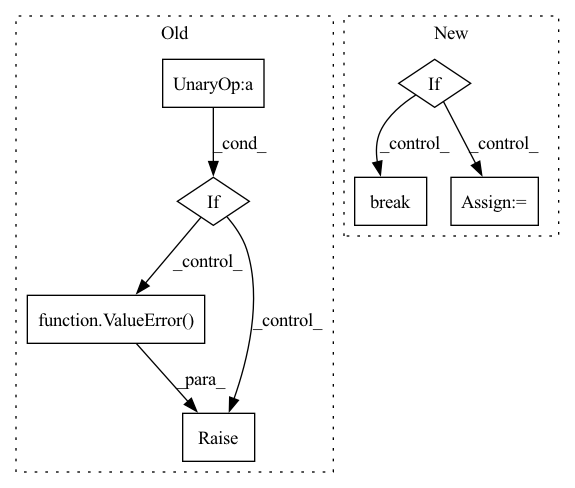 Old
New
UnaryOp:a
If
_cond_
_control_
_control_
If
break
Assign:=
_control_
_control_
function.ValueError()
_para_
Raise